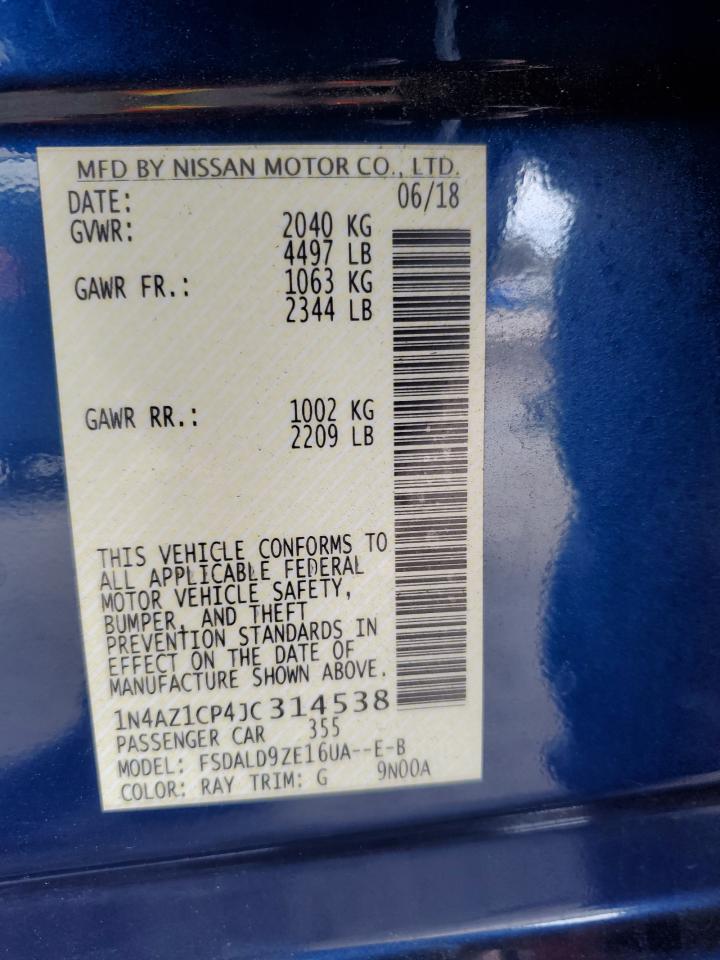 MFD BY NISSAN MOTOR CO., LTD.
DATE: 06/18
GVWR: 2040 KG
4497 LB
GAWR FR.: 1063 KG
2344 LB
GAWR RR.: 1002 KG
2209 LB
THIS VEHICLE CONFORMS TO
ALL APPLICABLE FEDERAL
MOTOR VEHICLE SAFETY,
BUMPER, AND THEFT
PREVENTION STANDARDS IN
EFFECT ON THE DATE OF
MANUFACTURE SHOWN ABOVE.
1N4AZ1CP4JC314538
PASSENGER CAR 355
MODEL: FSDALD9ZE16UA--E-B
COLOR: RAY TRIM: G 9N00A